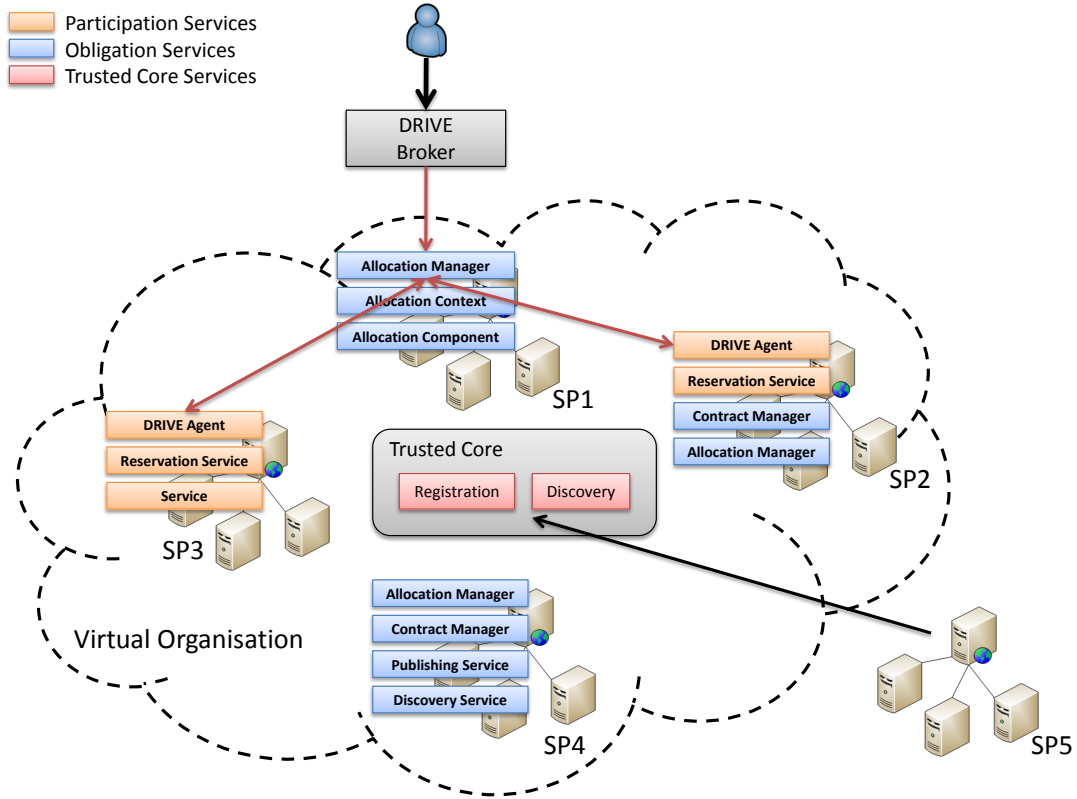 Participation Services
Obligation Services
Trusted Core Services
DRIVE
Broker
Allocation Manager
Allocation Context
Allocation Component
SP1
DRIVE Agent
Reservation Service
Contract Manager
Allocation Manager
SP2
DRIVE Agent
Reservation Service
Service
SP3
Trusted Core
Registration
Discovery
Allocation Manager
Contract Manager
Publishing Service
Discovery Service
SP4
Virtual Organisation
SP5